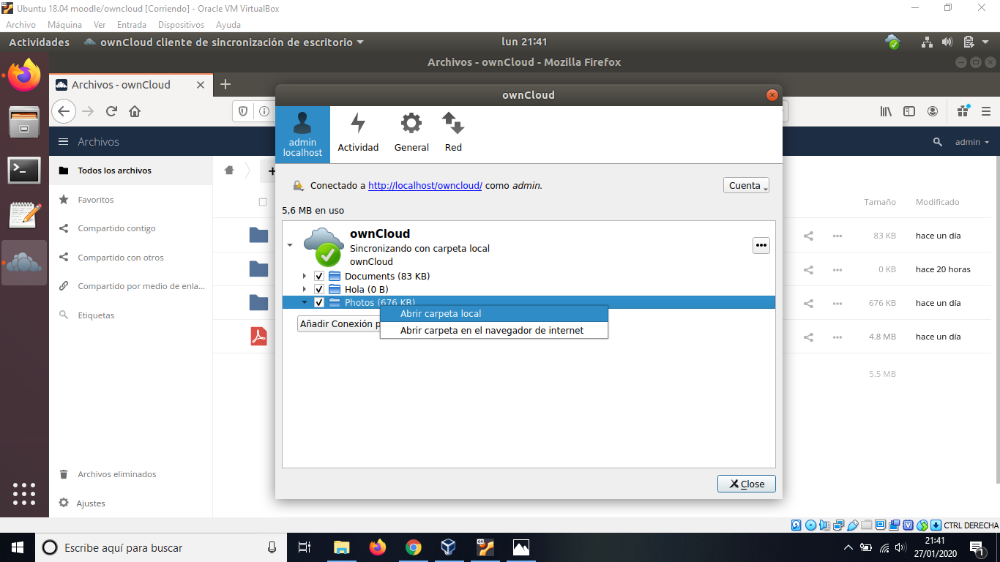 Ubuntu 18.04 moodle/owncloud [Corriendo] - Oracle VM VirtualBox
Archivo Máquina Ver Entrada Dispositivos Ayuda
Actividades ownCloud cliente de sincronización de escritorio lun 21:41
Archivos - ownCloud - Mozilla Firefox
Archivos - ownCloud
ownCloud
admin
localhost
Actividad
General
Red
Archivos
admin
Todos los archivos
Favoritos
Compartido contigo
Compartido con otros
Compartido por medio de enla...
Etiquetas
Archivos eliminados
Ajustes
Conectado a http://localhost/owncloud/ como admin.
Cuenta
5,6 MB en uso
ownCloud
Sincronizando con carpeta local
ownCloud
Documents (83 KB)
Hola (0 B)
Photos (676 KB)
Añadir Conexión
Abrir carpeta local
Abrir carpeta en el navegador de internet
Close
Tamaño Modificado
83 KB hace un día
0 KB hace 20 horas
676 KB hace un día
4.8 MB hace un día
5.5 MB
CTRL DERECHA
Escribe aquí para buscar
21:41
27/01/2020
1